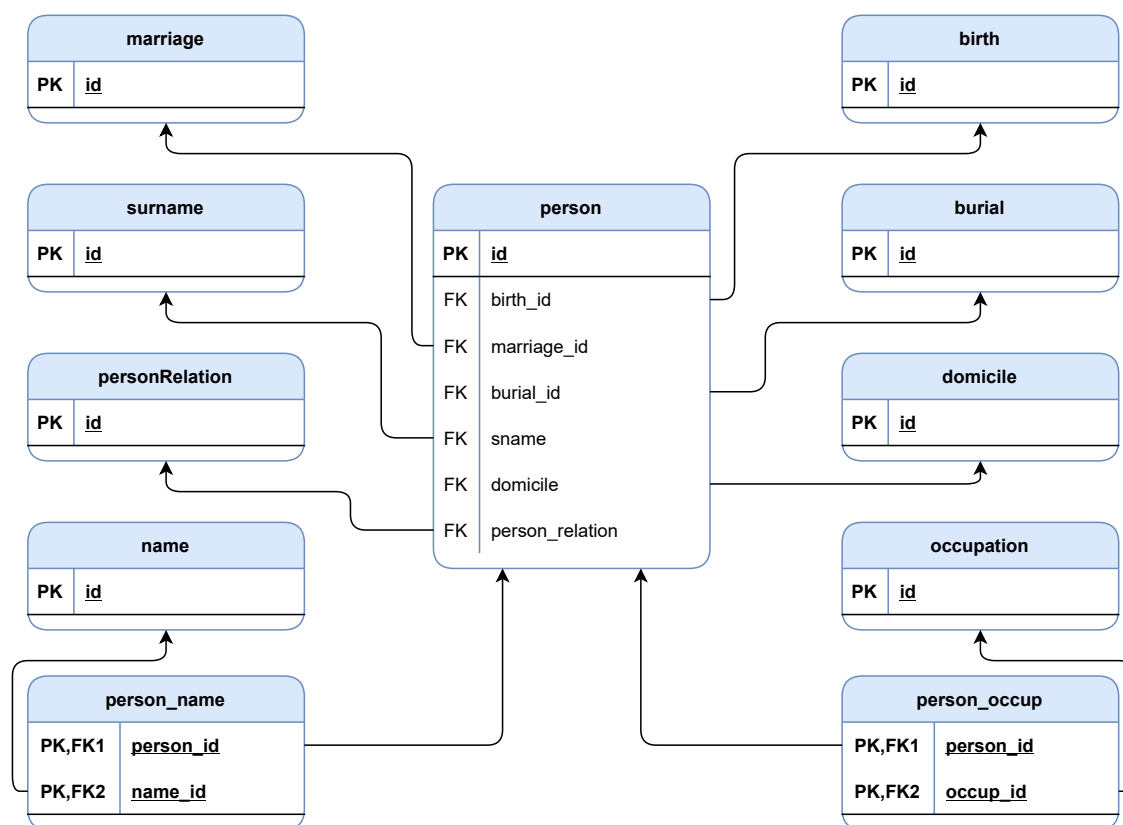 marriage
PK id
birth
PK id
surname
PK id
person
PK id
FK birth_id
FK marriage_id
FK burial_id
FK sname
FK domicile
FK person_relation
burial
PK id
personRelation
PK id
domicile
PK id
name
PK id
occupation
PK id
person_name
PK,FK1 person_id
PK,FK2 name_id
person_occup
PK,FK1 person_id
PK,FK2 occup_id